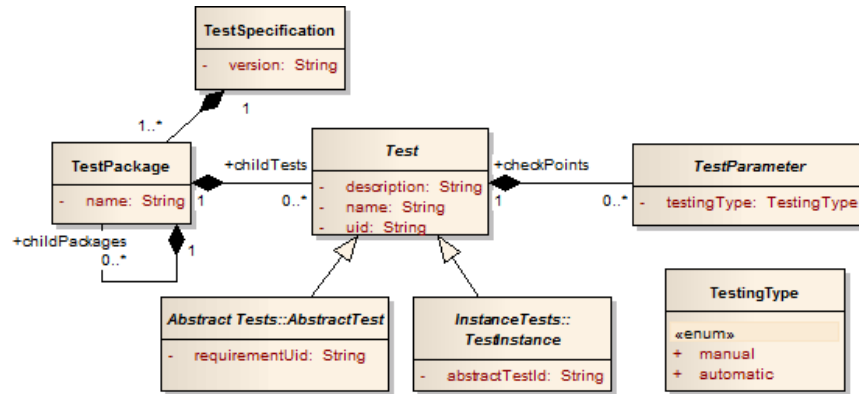 TestSpecification
- version: String
1
1..*
TestPackage
- name: String
1
+childTests
0..*
Test
- description: String
- name: String
- uid: String
+checkPoints
1
0..*
TestParameter
- testingType: TestingType
+childPackages
0..*
1
Abstract Tests::AbstractTest
- requirementUid: String
InstanceTests::
TestInstance
- abstractTestId: String
TestingType
«enum»
+ manual
+ automatic